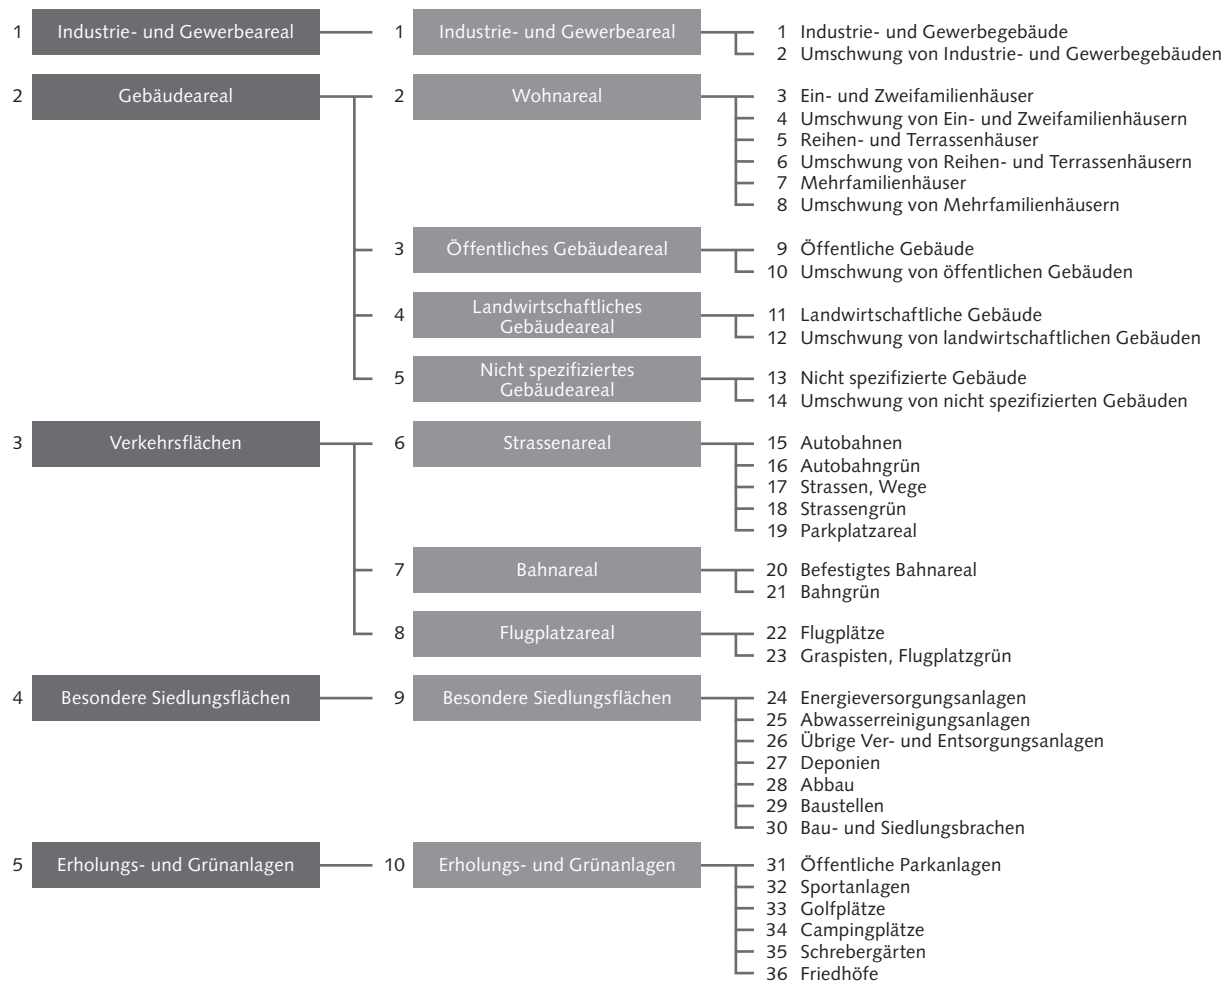 1 Industrie- und Gewerbeareal 1 Industrie- und Gewerbeareal 1 Industrie- und Gewerbegebäude
2 Umschwung von Industrie- und Gewerbegebäuden
2 Gebäudeareal 2 Wohnareal 3 Ein- und Zweifamilienhäuser
4 Umschwung von Ein- und Zweifamilienhäusern
5 Reihen- und Terrassenhäuser
6 Umschwung von Reihen- und Terrassenhäusern
7 Mehrfamilienhäuser
8 Umschwung von Mehrfamilienhäusern
3 Öffentliches Gebäudeareal 9 Öffentliche Gebäude
10 Umschwung von öffentlichen Gebäuden
4 Landwirtschaftliches
Gebäudeareal
11 Landwirtschaftliche Gebäude
12 Umschwung von landwirtschaftlichen Gebäuden
5 Nicht spezifiziertes
Gebäudeareal
13 Nicht spezifizierte Gebäude
14 Umschwung von nicht spezifizierten Gebäuden
3 Verkehrsflächen 6 Strassenareal 15 Autobahnen
16 Autobahngrün
17 Strassen, Wege
18 Strassengrün
19 Parkplatzareal
7 Bahnareal 20 Befestigtes Bahnareal
21 Bahngrün
8 Flugplatzareal 22 Flugplätze
23 Graspisten, Flugplatzgrün
4 Besondere Siedlungsflächen 9 Besondere Siedlungsflächen 24 Energieversorgungsanlagen
25 Abwasserreinigungsanlagen
26 Übrige Ver- und Entsorgungsanlagen
27 Deponien
28 Abbau
29 Baustellen
30 Bau- und Siedlungsbrachen
5 Erholungs- und Grünanlagen 10 Erholungs- und Grünanlagen 31 Öffentliche Parkanlagen
32 Sportanlagen
33 Golfplätze
34 Campingplätze
35 Schrebergärten
36 Friedhöfe